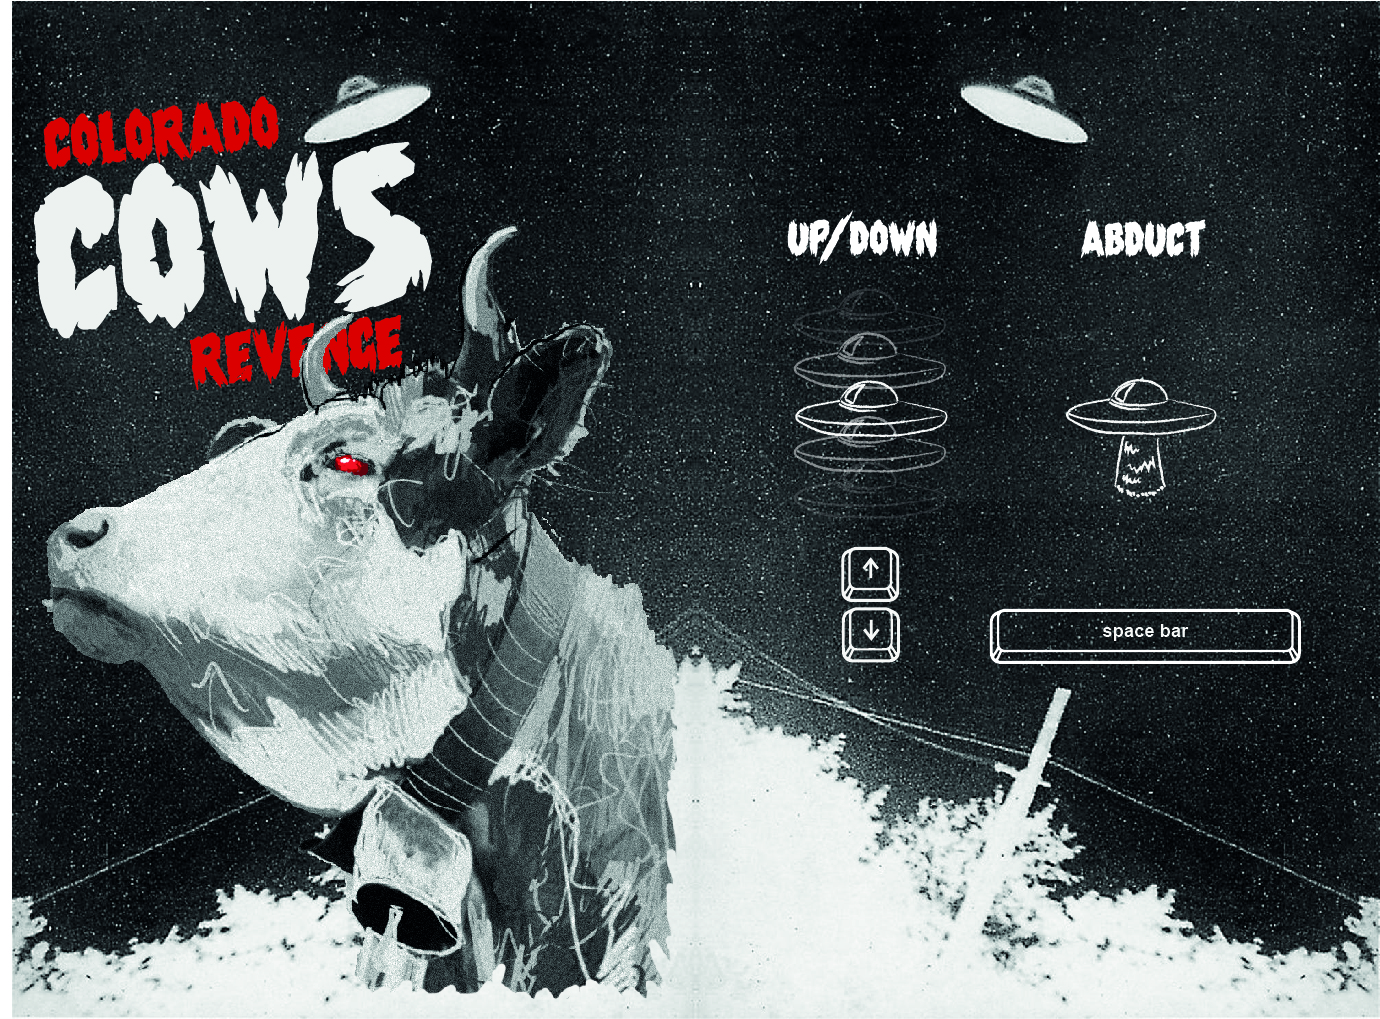 COLORADO
COWS
REVENGE
UP/DOWN
ABDUCT
↑
↓
space bar